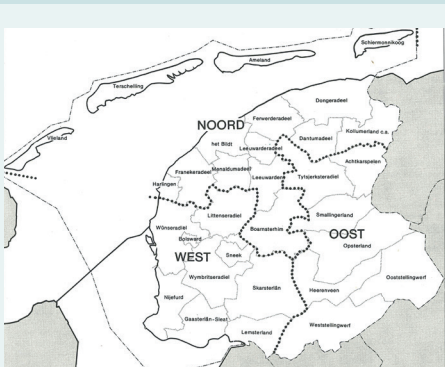 Schiermonnikoog
Ameland
Terschelling
Vlieland
Dongeradeel
Ferwerderadeel
NOORD
Dantumadeel
Kollumerland c.a.
het Bildt
Leeuwarderadeel
Achtkarspelen
Menaldumadeel
Franekeradeel
Leeuwarden
Tytsjerksteradiel
Harlingen
Littenseradiel
Smallingerland
Wûnseradiel
Boarnsterhim
OOST
Bolsward
Opsterland
WEST
Sneek
Wymbritseradiel
Ooststellingwerf
Skarsterlân
Heerenveen
Nijefurd
Gaasterlân-Sleat
Weststellingwerf
Lemsterland